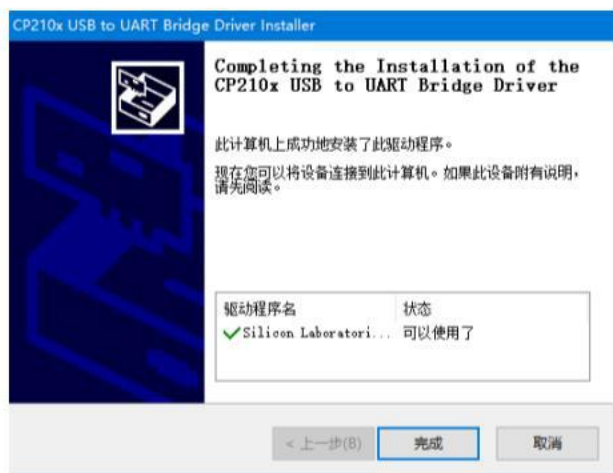 CP210x USB to UART Bridge Driver Installer
Completing the Installation of the
CP210x USB to UART Bridge Driver
此计算机上成功地安装了此驱动程序。
现在您可以将设备连接到此计算机。如果此设备附有说明，
请先阅读。
驱动程序名 状态
Silicon Laboratori... 可以使用了
< 上一步(B) 完成 取消